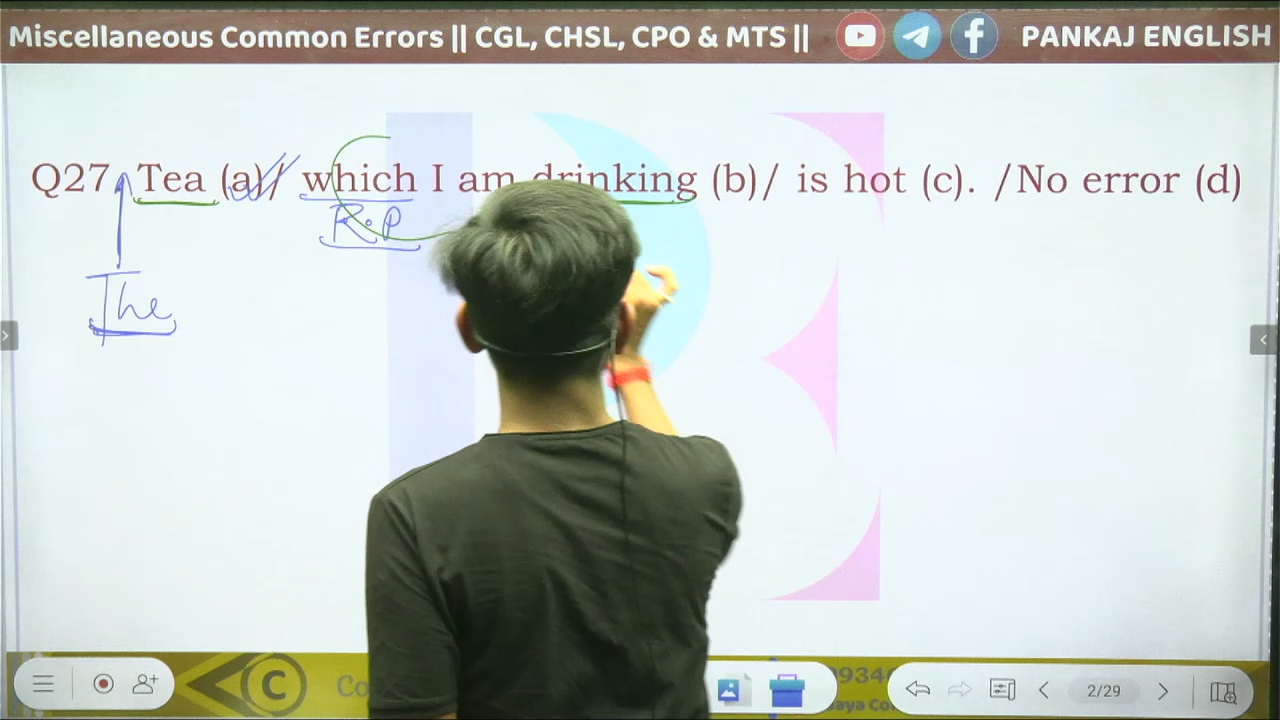 Miscellaneous Common Errors || CGL, CHSL, CPO & MTS || PANKAJ ENGLISH
Q27. Tea (a)/ which I am drinking (b)/ is hot (c). /No error (d)
R.P
The
C Co
2/29